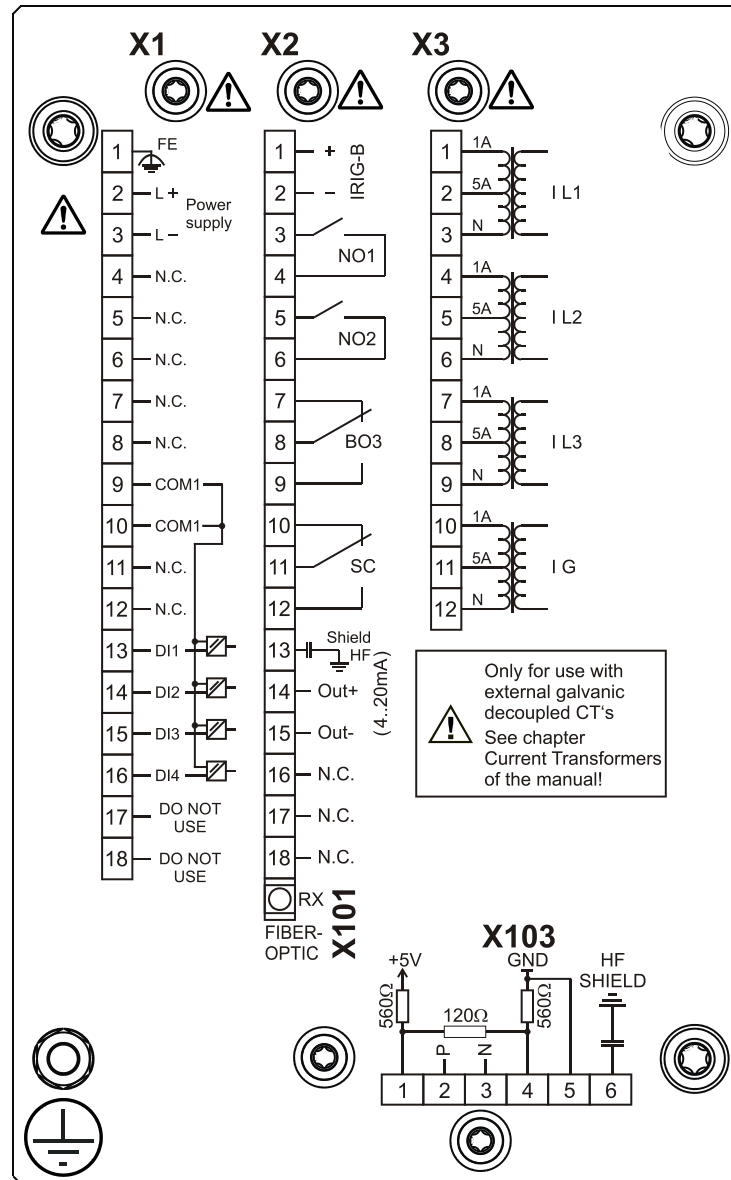 X1
X2
X3
1
FE
2
L+
3
L−
Power
supply
4
N.C.
5
N.C.
6
N.C.
7
N.C.
8
N.C.
9
COM1
10
COM1
11
N.C.
12
N.C.
13
DI1
14
DI2
15
DI3
16
DI4
17
DO NOT
USE
18
DO NOT
USE
1
+
2
−
IRIG-B
3
4
NO1
5
6
NO2
7
8
9
BO3
10
11
12
SC
13
Shield
HF
14
Out+
15
Out-
(4..20mA)
16
N.C.
17
N.C.
18
N.C.
RX
FIBER-
OPTIC
X101
1
1A
2
5A
3
N
I L1
4
1A
5
5A
6
N
I L2
7
1A
8
5A
9
N
I L3
10
1A
11
5A
12
N
I G
Only for use with
external galvanic
decoupled CT's
See chapter
Current Transformers
of the manual!
X103
+5V
GND
HF
SHIELD
560Ω
120Ω
560Ω
P
N
1
2
3
4
5
6